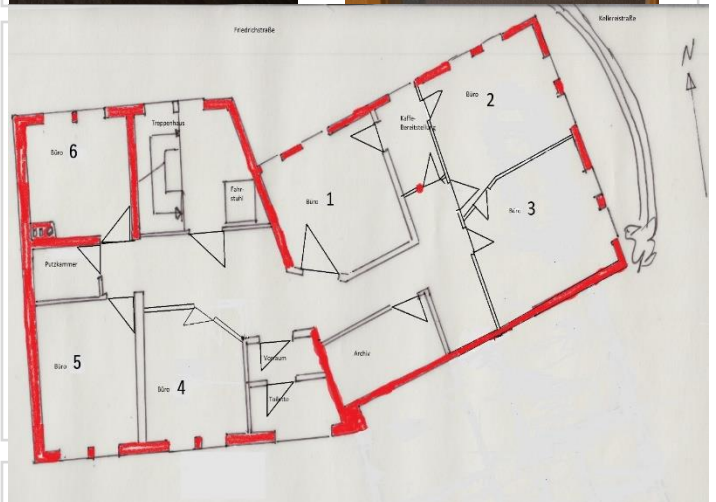 Friedrichstraße
Kellereistraße
N
Büro 2
Büro 6
Treppenhaus
Kaffe-
Bereitstellung
Fahr-
stuhl
Büro 1
Büro 3
Putzkammer
Büro 5
Büro 4
Vorraum
Archiv
Toilette